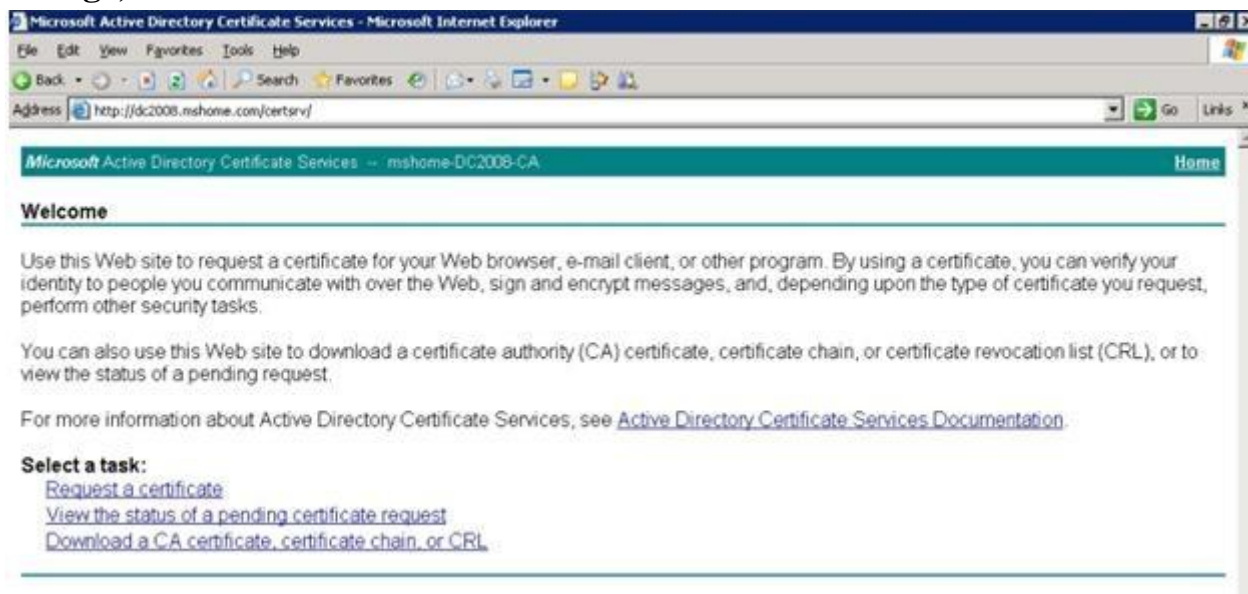 Microsoft Active Directory Certificate Services - Microsoft Internet Explorer
File Edit View Favorites Tools Help
Back Search Favorites
Address http://dc2008.mshome.com/certsrv/ Go Links
Microsoft Active Directory Certificate Services -- mshome-DC2008-CA Home
Welcome
Use this Web site to request a certificate for your Web browser, e-mail client, or other program. By using a certificate, you can verify your
identity to people you communicate with over the Web, sign and encrypt messages, and, depending upon the type of certificate you request,
perform other security tasks.
You can also use this Web site to download a certificate authority (CA) certificate, certificate chain, or certificate revocation list (CRL), or to
view the status of a pending request.
For more information about Active Directory Certificate Services, see Active Directory Certificate Services Documentation.
Select a task:
Request a certificate
View the status of a pending certificate request
Download a CA certificate, certificate chain, or CRL